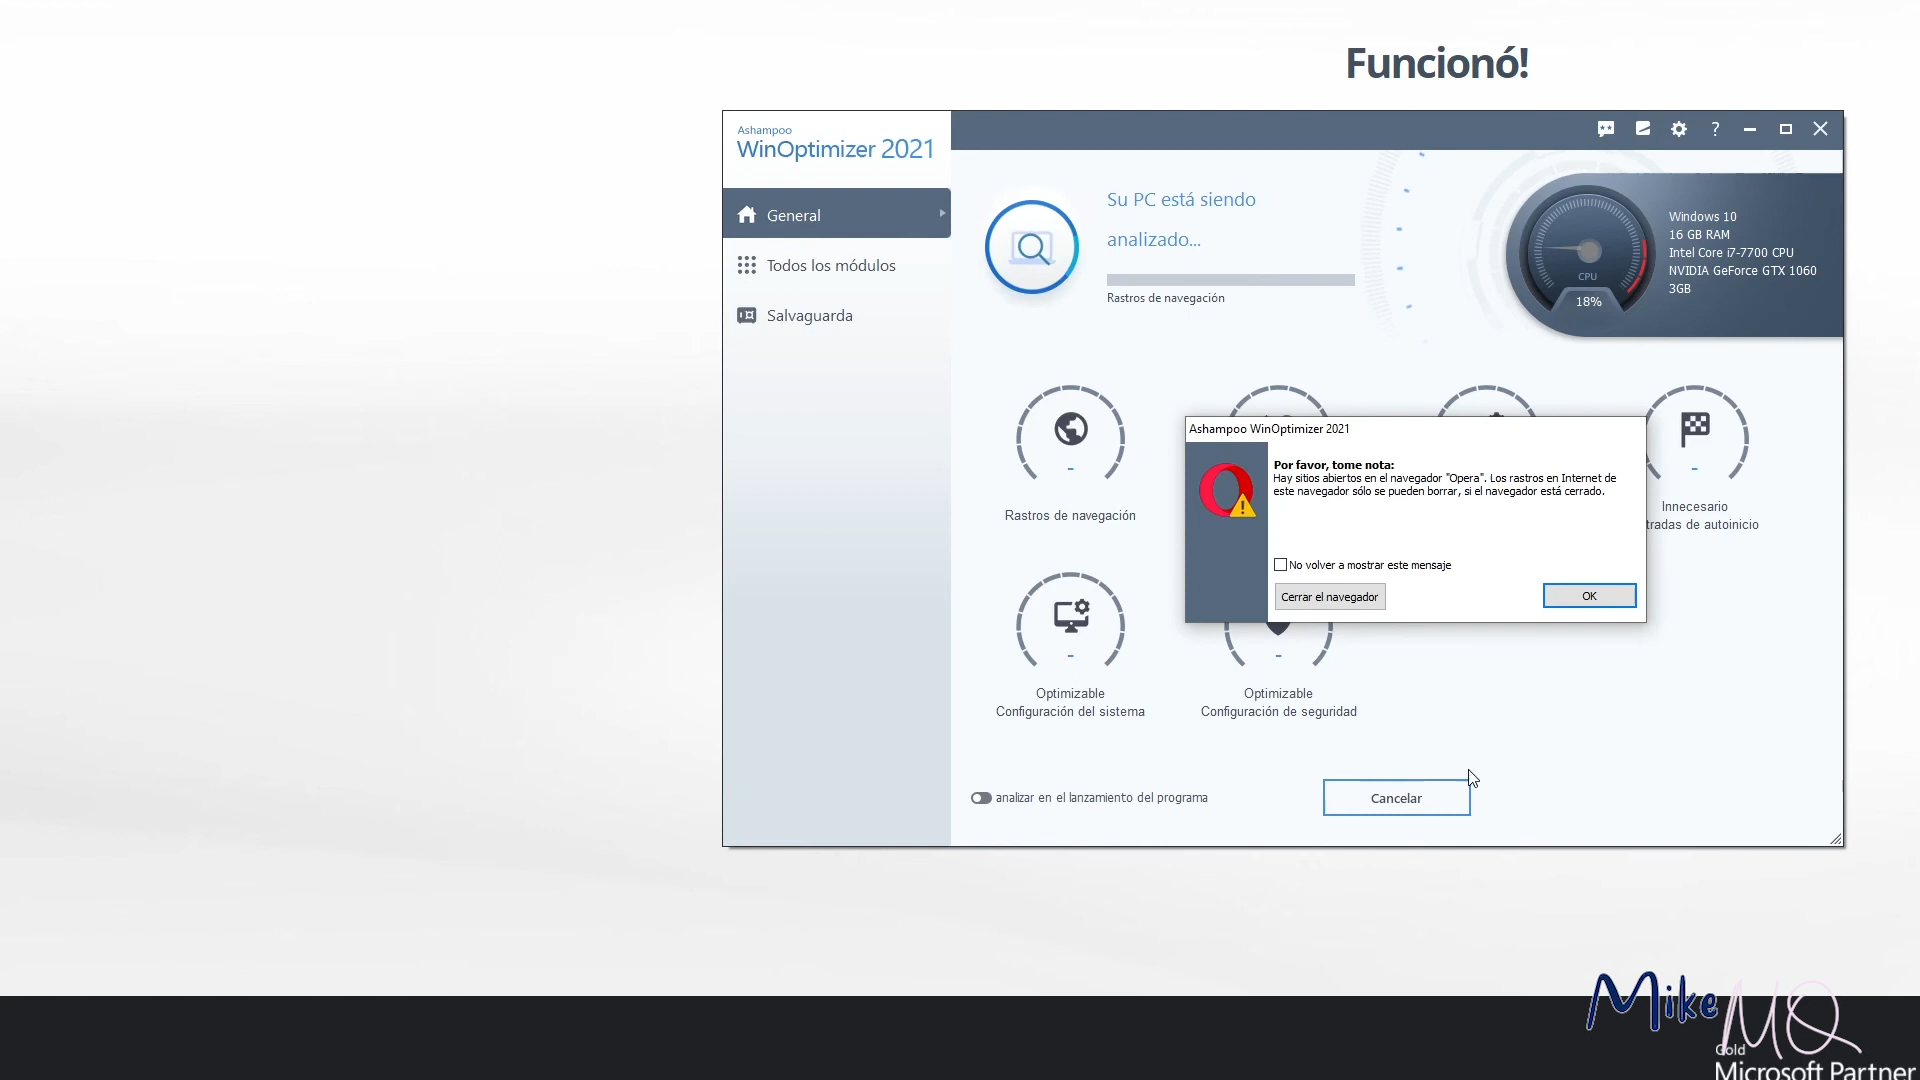 Funcionó!
Ashampoo
WinOptimizer 2021
General
Todos los módulos
Salvaguarda
Su PC está siendo
analizado...
Rastros de navegación
CPU
18%
Windows 10
16 GB RAM
Intel Core i7-7700 CPU
NVIDIA GeForce GTX 1060
3GB
-
Rastros de navegación
-
Innecesario
tradas de autoinicio
Ashampoo WinOptimizer 2021
Por favor, tome nota:
Hay sitios abiertos en el navegador "Opera". Los rastros en Internet de
este navegador sólo se pueden borrar, si el navegador está cerrado.
No volver a mostrar este mensaje
Cerrar el navegador
OK
-
Optimizable
Configuración del sistema
-
Optimizable
Configuración de seguridad
analizar en el lanzamiento del programa
Cancelar
Mike
MQ
Gold
Microsoft Partner